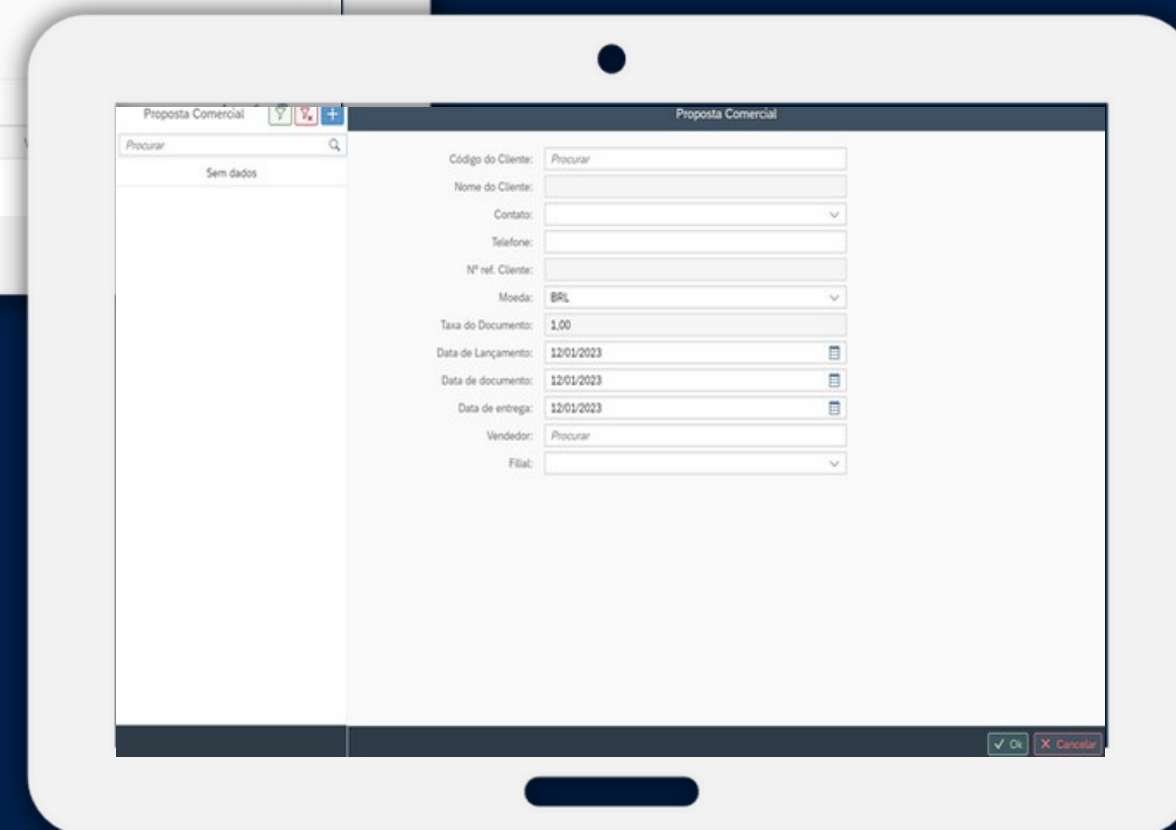 Proposta Comercial
Procurar
Sem dados
Proposta Comercial
Código do Cliente: Procurar
Nome do Cliente:
Contato:
Telefone:
Nº ref. Cliente:
Moeda: BRL
Taxa do Documento: 1,00
Data de Lançamento: 12/01/2023
Data de documento: 12/01/2023
Data de entrega: 12/01/2023
Vendedor: Procurar
Filial:
Ok Cancelar